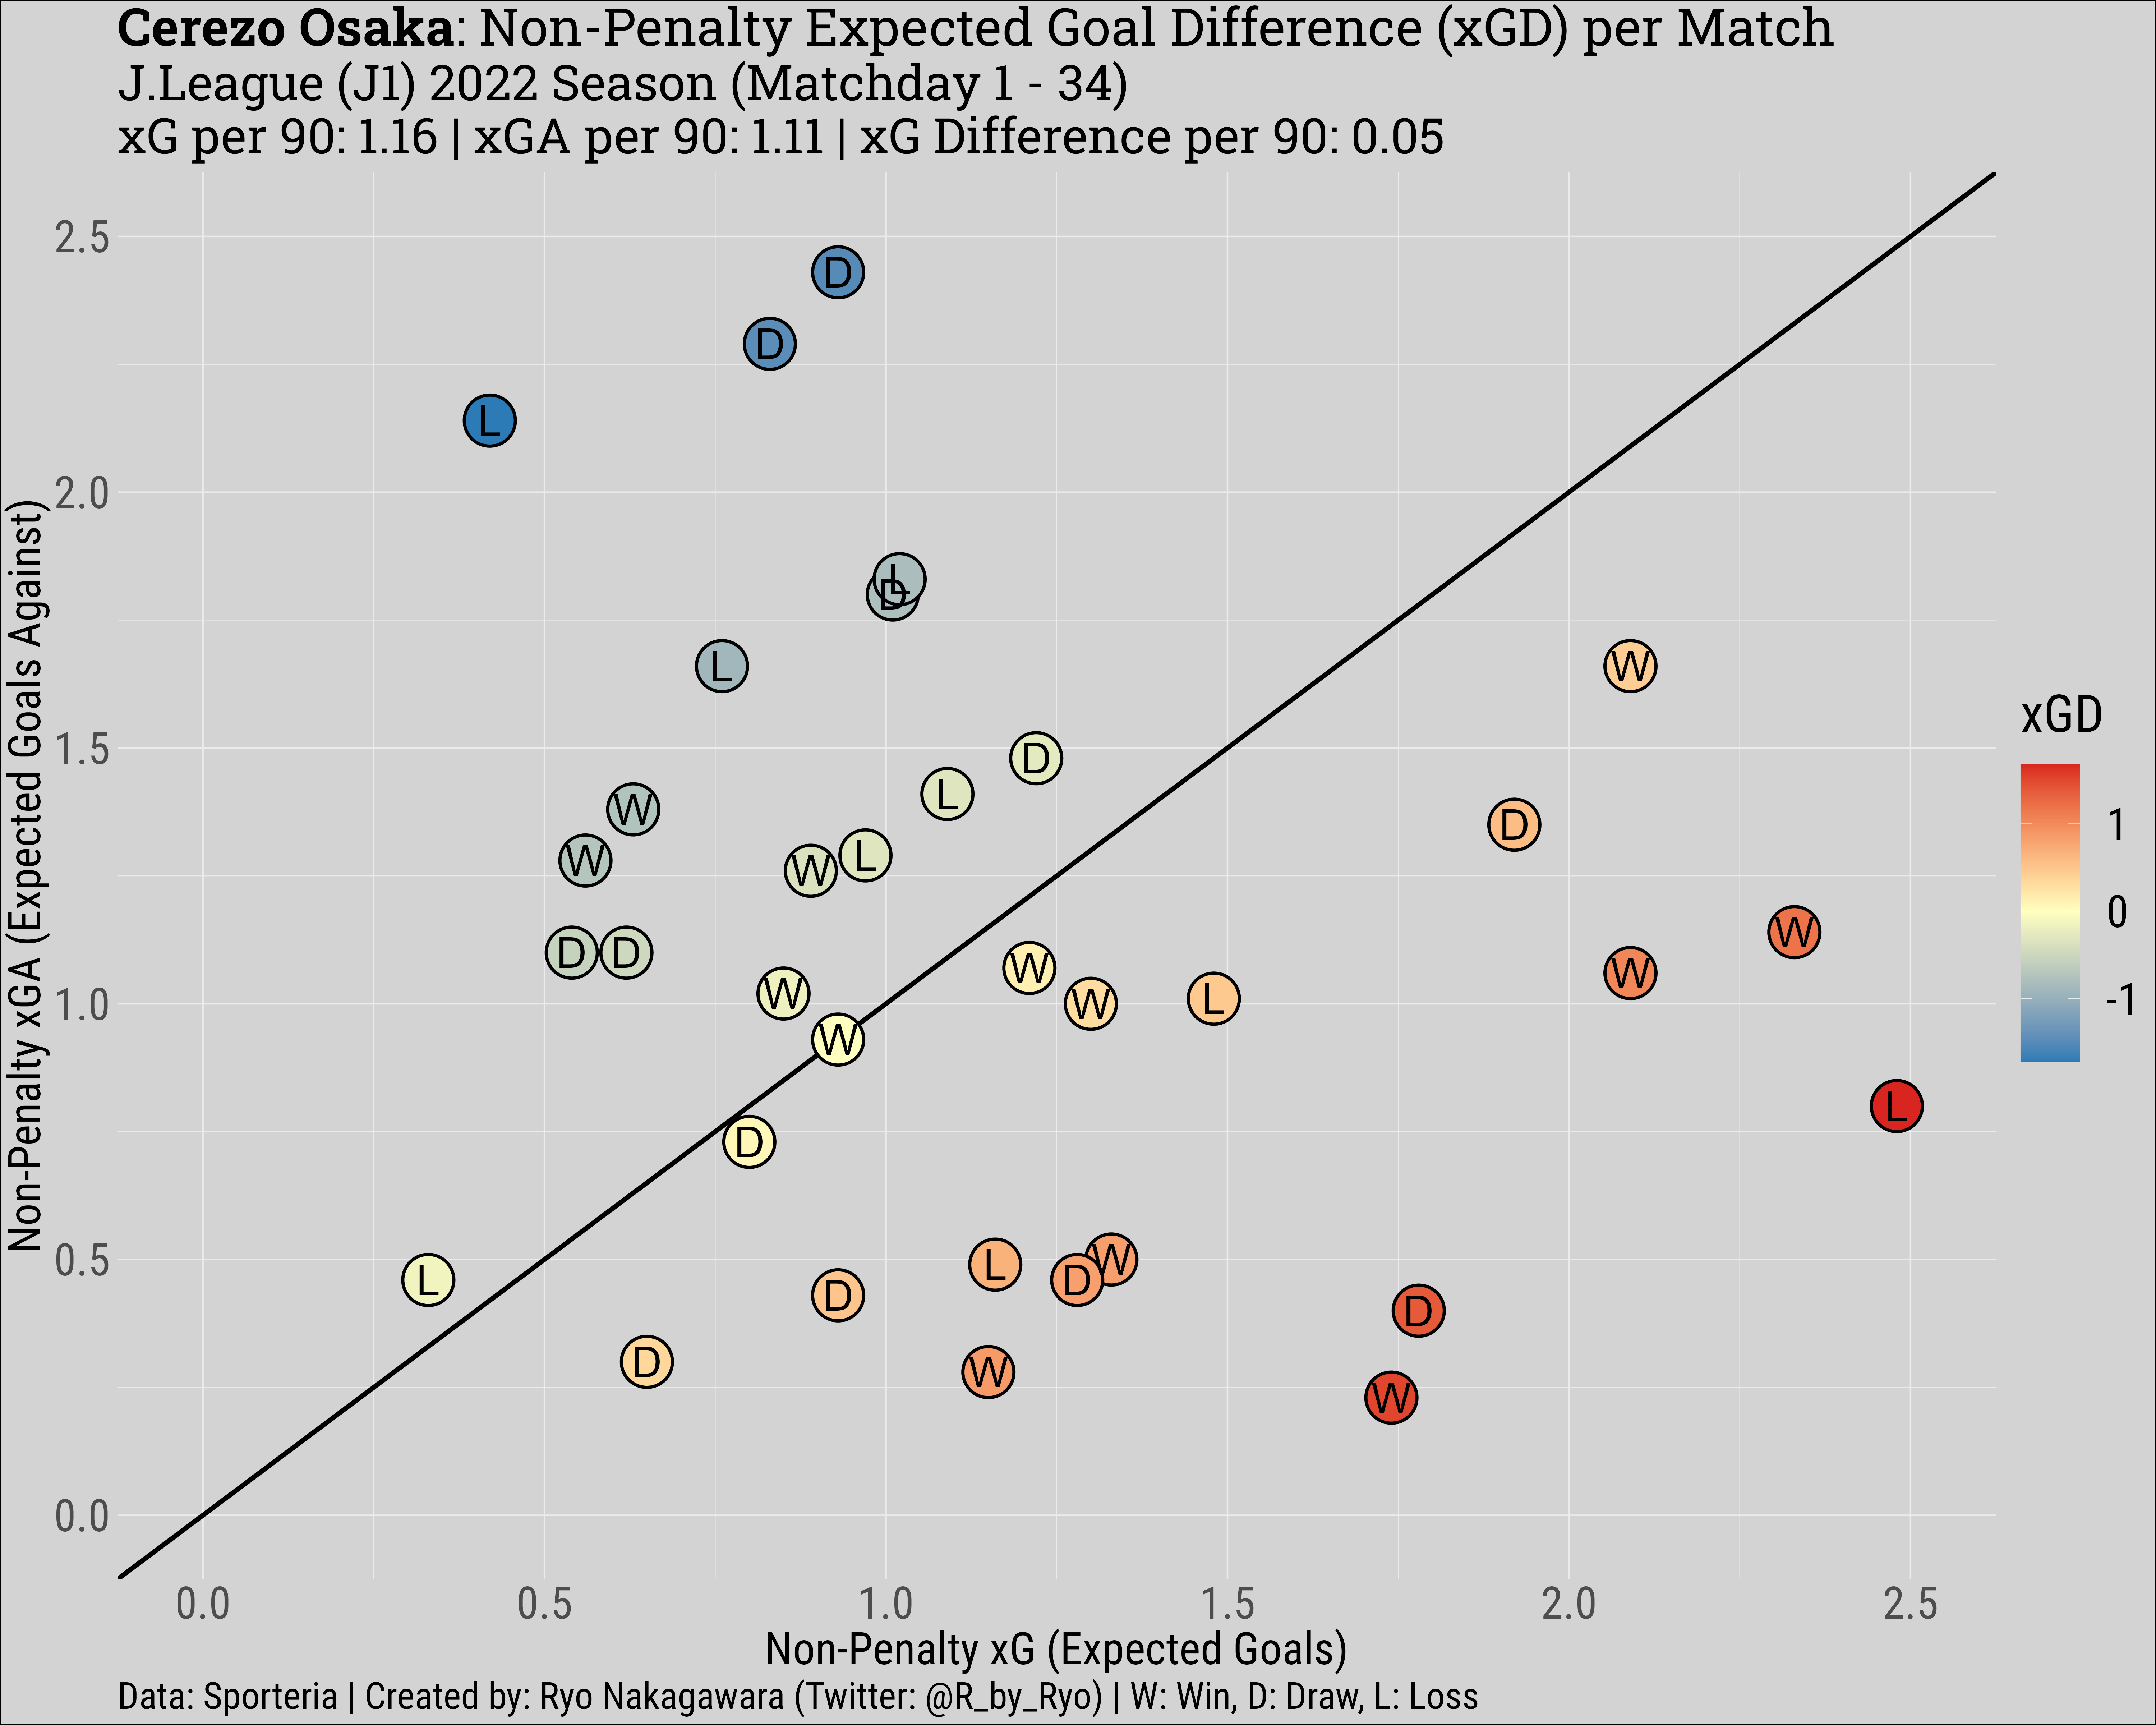 Cerezo Osaka: Non-Penalty Expected Goal Difference (xGD) per Match
J.League (J1) 2022 Season (Matchday 1 - 34)
xG per 90: 1.16 | xGA per 90: 1.11 | xG Difference per 90: 0.05
Non-Penalty xGA (Expected Goals Against)
2.5
2.0
1.5
1.0
0.5
0.0
D
D
L
L
D
L
W
D
L
D
W
L
W
W
W
D
D
W
W
W
L
W
W
L
D
L
W
D
L
D
D
D
W
W
xGD
1
0
-1
0.0
0.5
1.0
1.5
2.0
2.5
Non-Penalty xG (Expected Goals)
Data: Sporteria | Created by: Ryo Nakagawara (Twitter: @R_by_Ryo) | W: Win, D: Draw, L: Loss